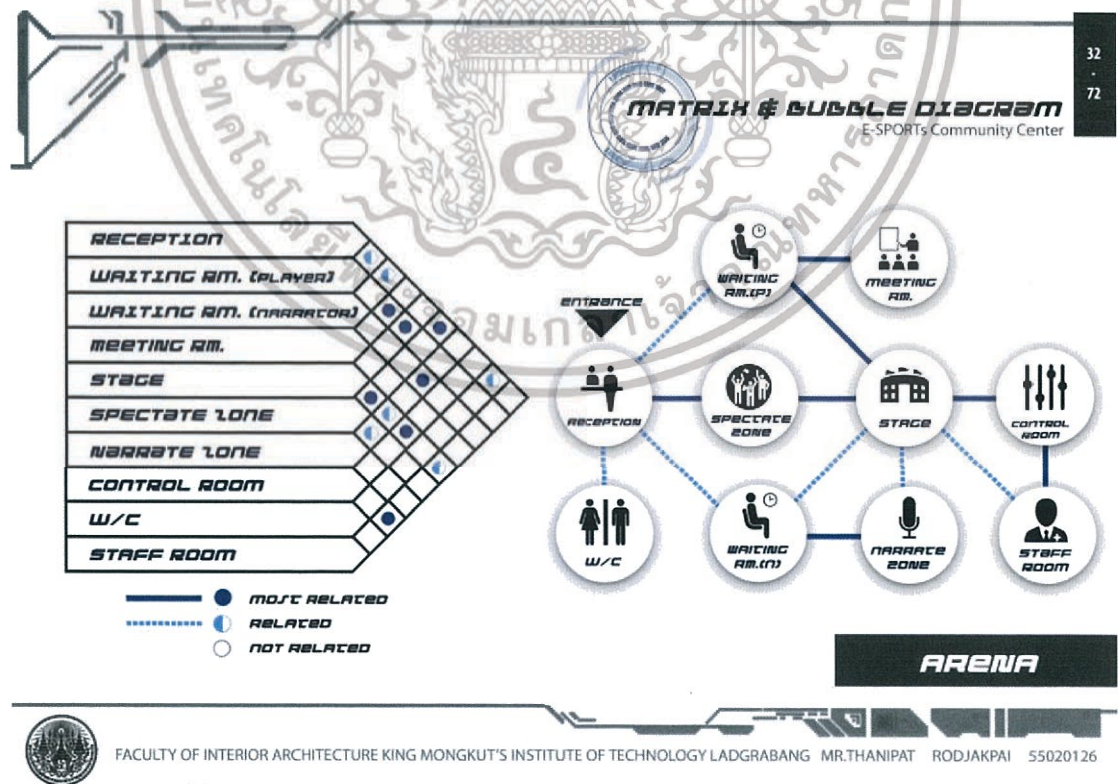 32
.
72
MATRIX & BUBBLE DIAGRAM
E-SPORTs Community Center
RECEPTION
WAITING RM. (PLAYER)
WAITING RM. (NARRATOR)
MEETING RM.
STAGE
SPECTATE ZONE
NARRATE ZONE
CONTROL ROOM
W/C
STAFF ROOM
MOST RELATED
RELATED
NOT RELATED
ENTRANCE
WAITING
RM.(P)
MEETING
RM.
RECEPTION
SPECTATE
ZONE
STAGE
CONTROL
ROOM
W/C
WAITING
RM.(N)
NARRATE
ZONE
STAFF
ROOM
ARENA
FACULTY OF INTERIOR ARCHITECTURE KING MONGKUT'S INSTITUTE OF TECHNOLOGY LADGRABANG MR.THANIPAT RODJAKPAI 55020126